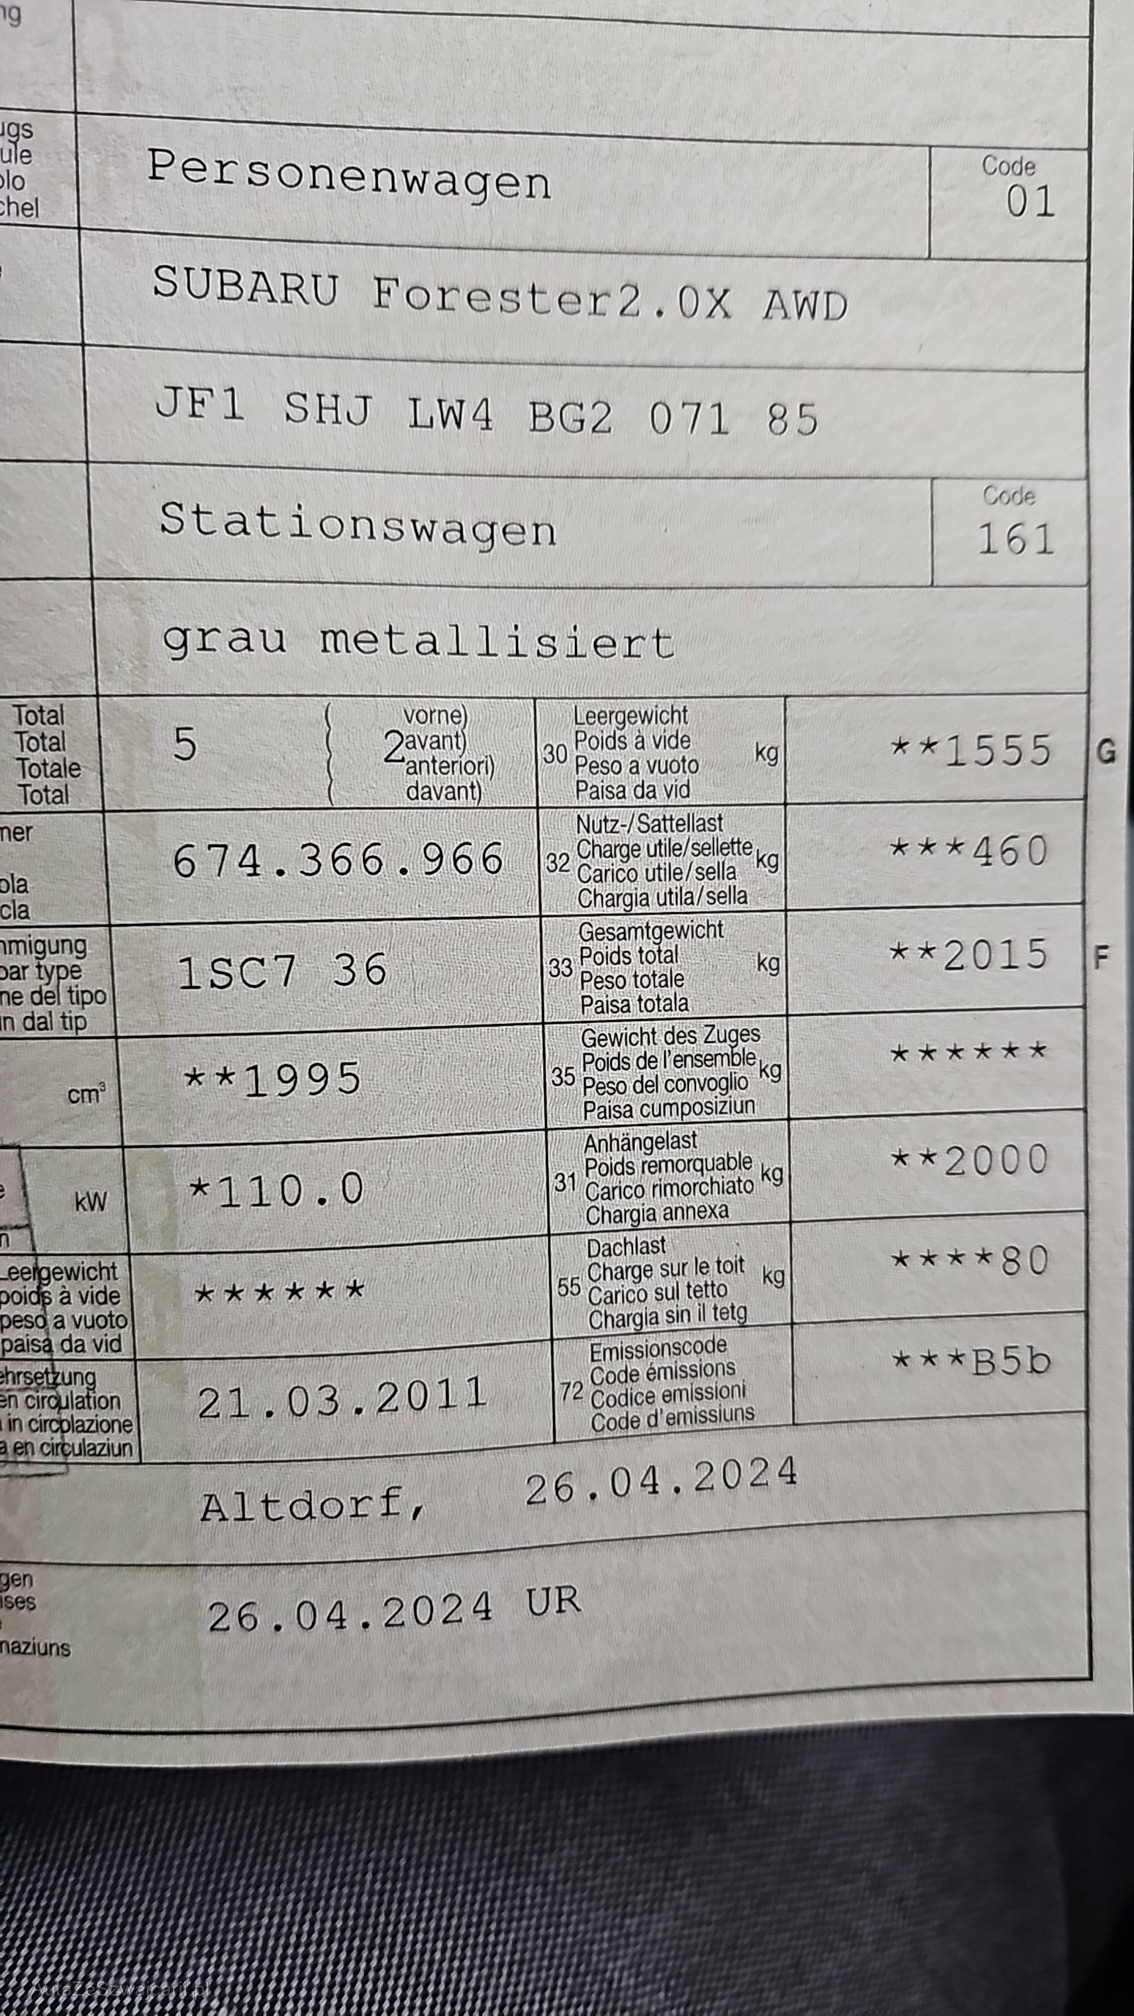 ng
ugs
ule
olo
chel
Personenwagen
Code
01
SUBARU Forester2.0X AWD
JF1 SHJ LW4 BG2 071 85
Stationswagen
Code
161
grau metallisiert
Total
Total
Totale
Total
5
2
vorne)
avant)
anteriori)
davant)
30
Leergewicht
Poids à vide
Peso a vuoto
Paisa da vid
kg
**1555
G
mer
ola
cla
674.366.966
32
Nutz-/Sattellast
Charge utile/sellette
Carico utile/sella
Chargia utila/sella
kg
***460
hmigung
par type
ne del tipo
n dal tip
1SC7 36
33
Gesamtgewicht
Poids total
Peso totale
Paisa totala
kg
**2015
F
cm³
**1995
35
Gewicht des Zuges
Poids de l'ensemble
Peso del convoglio
Paisa cumposiziun
kg
******
e
n
kW
*110.0
31
Anhängelast
Poids remorquable
Carico rimorchiato
Chargia annexa
kg
**2000
Leergewicht
poids à vide
peso a vuoto
paisa da vid
******
55
Dachlast
Charge sur le toit
Carico sul tetto
Chargia sin il tetg
kg
****80
ehrsetzung
en circulation
in circolazione
a en circulaziun
21.03.2011
72
Emissionscode
Code émissions
Codice emissioni
Code d'emissiuns
***B5b
Altdorf, 26.04.2024
gen
ises
naziuns
26.04.2024 UR
AutaZeSzwajcarii.pl